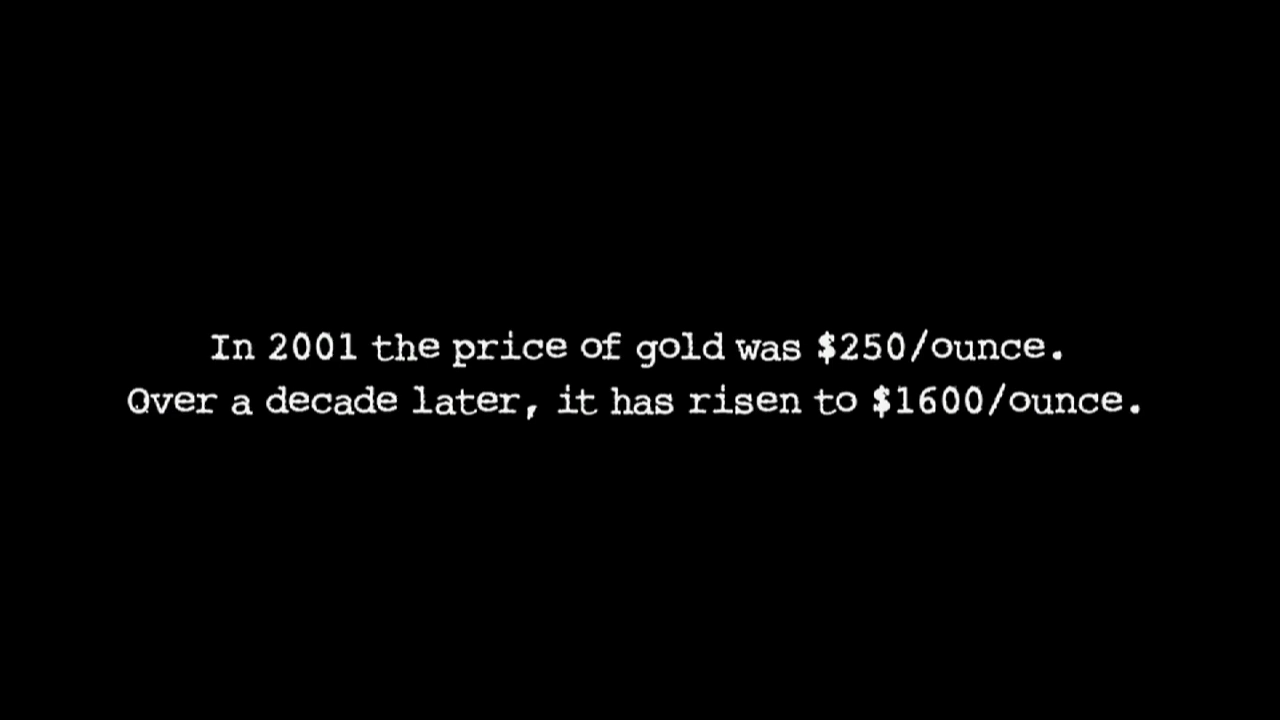 In 2001 the price of gold was $250/ounce.
Over a decade later, it has risen to $1600/ounce.